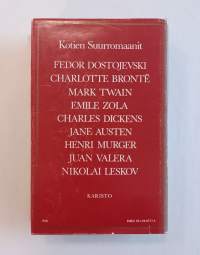 Kotien Suurromaanit
FEDOR DOSTOJEVSKI
CHARLOTTE BRONTË
MARK TWAIN
EMILE ZOLA
CHARLES DICKENS
JANE AUSTEN
HENRI MURGER
JUAN VALERA
NIKOLAI LESKOV
KARISTO